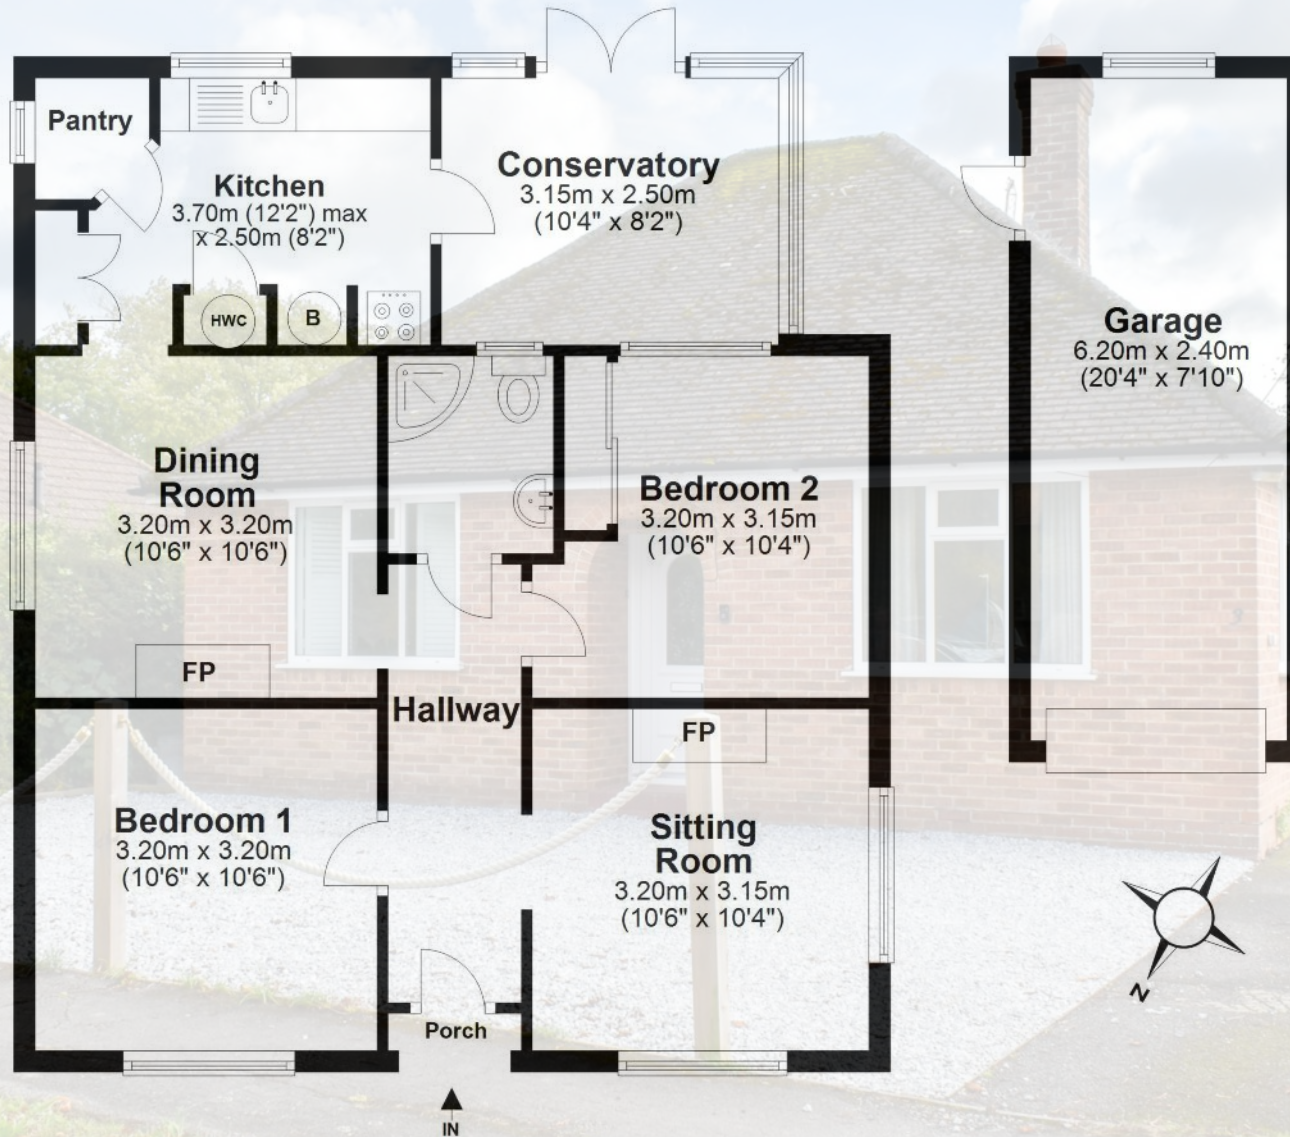 Pantry
Kitchen
3.70m (12'2") max
x 2.50m (8'2")
Conservatory
3.15m x 2.50m
(10'4" x 8'2")
HWC
B
Garage
6.20m x 2.40m
(20'4" x 7'10")
Dining
Room
3.20m x 3.20m
(10'6" x 10'6")
Bedroom 2
3.20m x 3.15m
(10'6" x 10'4")
FP
Hallway
FP
Bedroom 1
3.20m x 3.20m
(10'6" x 10'6")
Sitting
Room
3.20m x 3.15m
(10'6" x 10'4")
N
Porch
IN